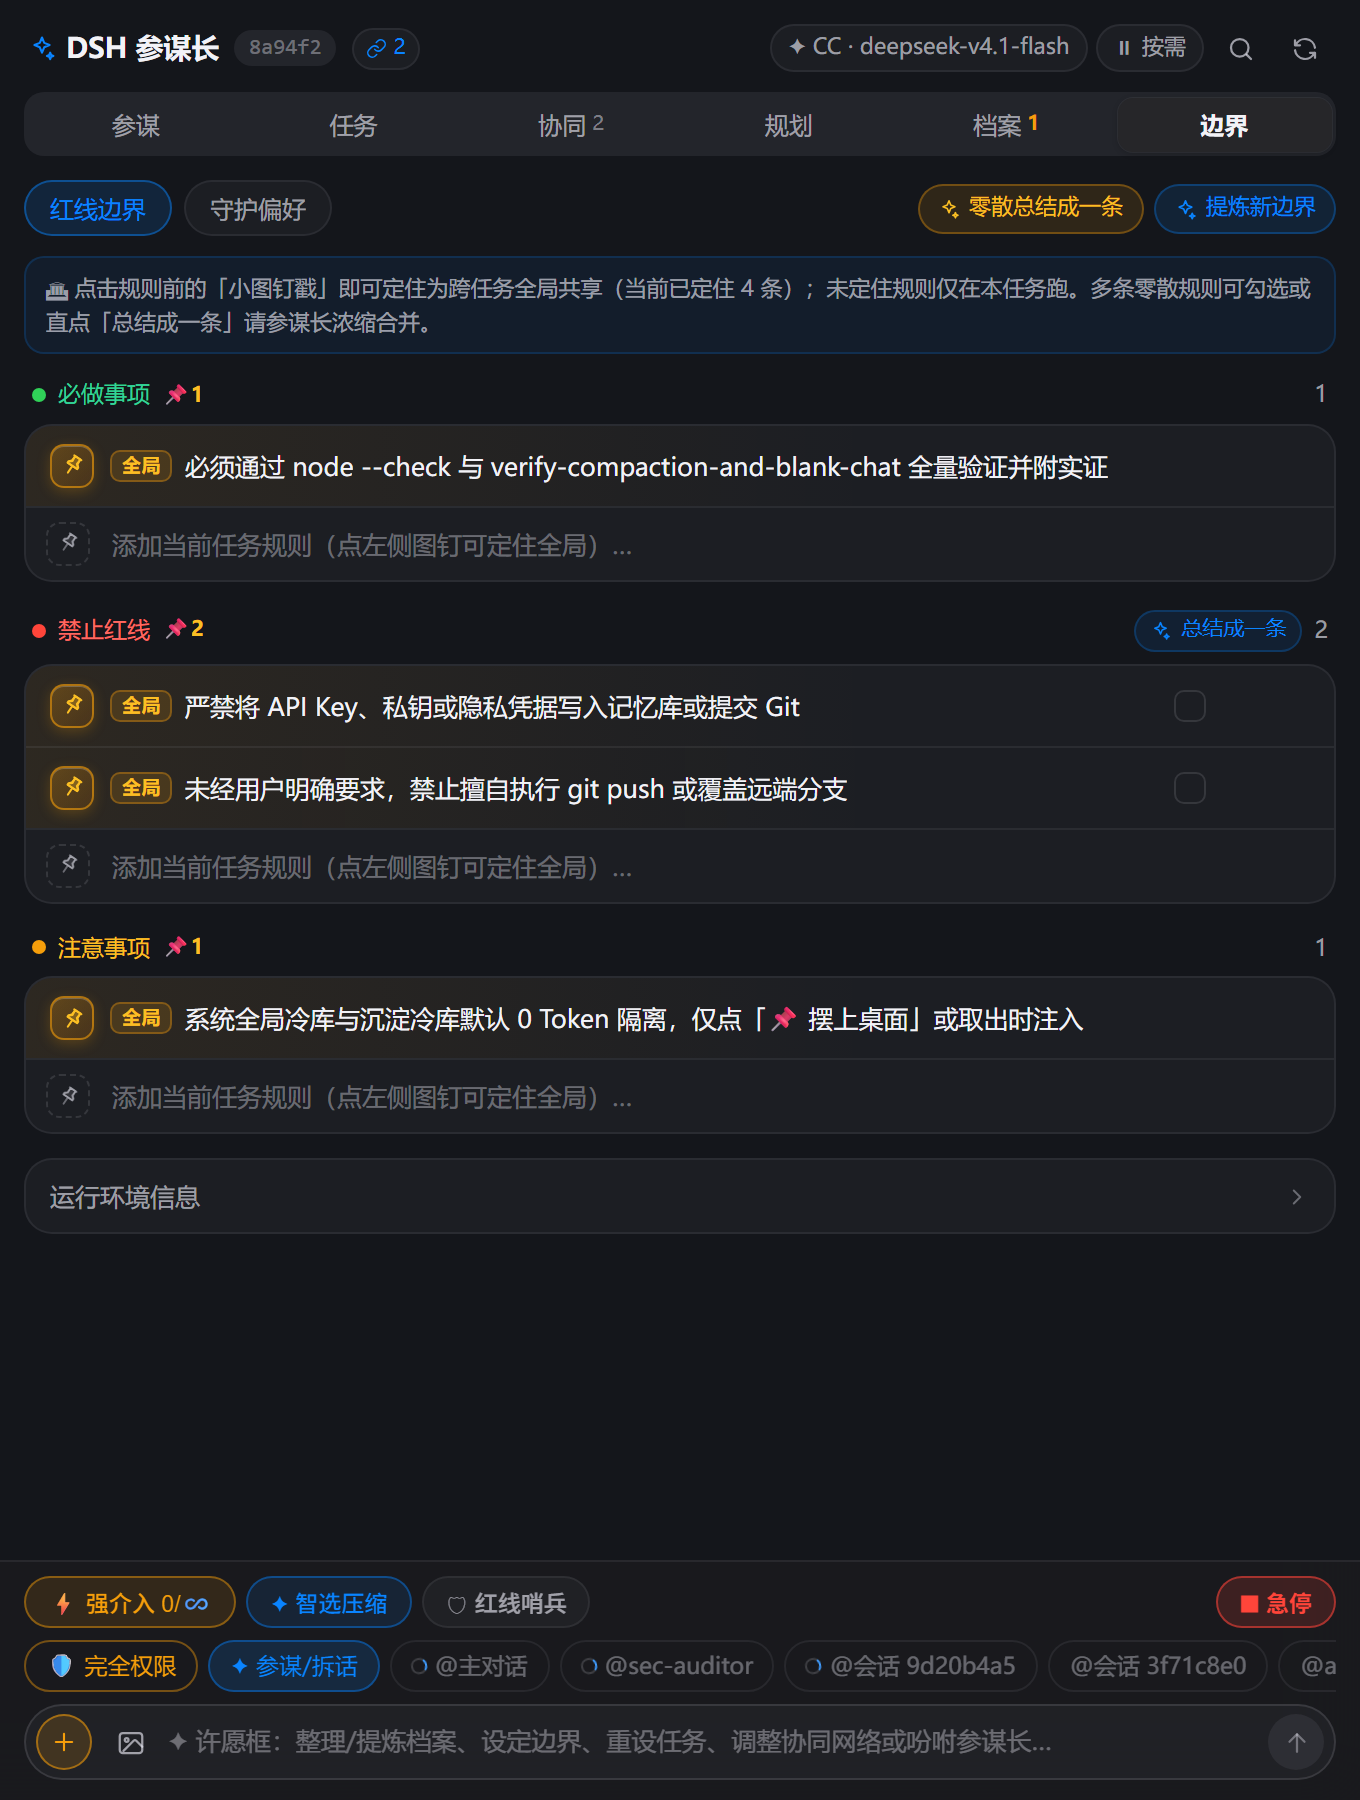 DSH 参谋长 8a94f2 2 ✦ CC · deepseek-v4.1-flash 按需
参谋 任务 协同 2 规划 档案 1 边界
红线边界 守护偏好 零散总结成一条 提炼新边界
点击规则前的「小图钉戳」即可定住为跨任务全局共享（当前已定住 4 条）；未定住规则仅在本任务跑。多条零散规则可勾选或
直点「总结成一条」请参谋长浓缩合并。
必做事项 📌1 1
全局 必须通过 node --check 与 verify-compaction-and-blank-chat 全量验证并附实证
添加当前任务规则（点左侧图钉可定住全局）...
禁止红线 📌2 总结成一条 2
全局 严禁将 API Key、私钥或隐私凭据写入记忆库或提交 Git
全局 未经用户明确要求，禁止擅自执行 git push 或覆盖远端分支
添加当前任务规则（点左侧图钉可定住全局）...
注意事项 📌1 1
全局 系统全局冷库与沉淀冷库默认 0 Token 隔离，仅点「📌 摆上桌面」或取出时注入
添加当前任务规则（点左侧图钉可定住全局）...
运行环境信息
强介入 0/∞ ✦ 智选压缩 红线哨兵 急停
完全权限 ✦ 参谋/拆话 @主对话 @sec-auditor @会话 9d20b4a5 @会话 3f71c8e0 @a
✦ 许愿框：整理/提炼档案、设定边界、重设任务、调整协同网络或吩咐参谋长...